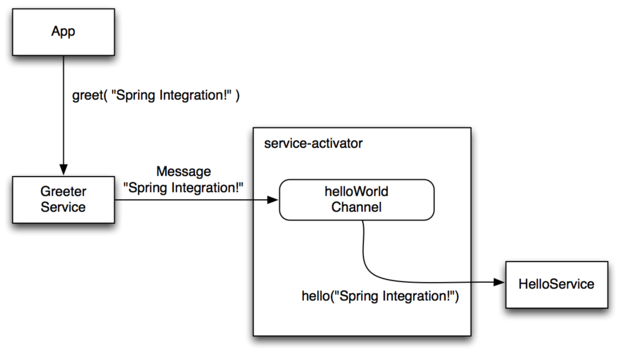 App
greet( "Spring Integration!" )
service-activator
Message
"Spring Integration!"
Greeter
Service
helloWorld
Channel
hello("Spring Integration!")
HelloService